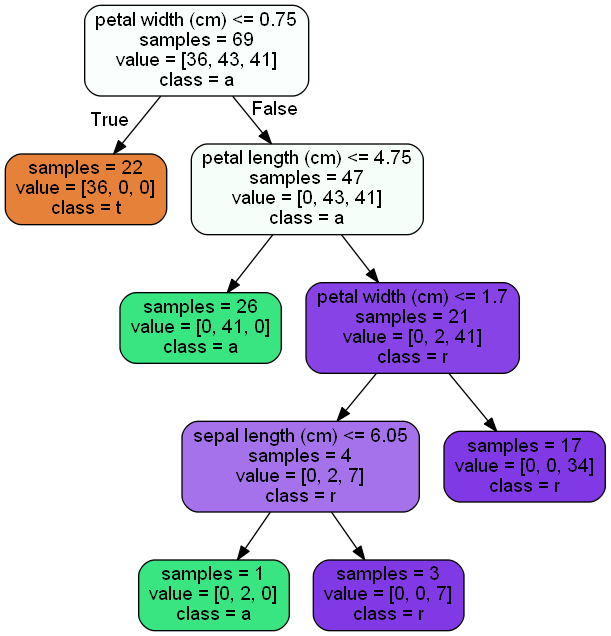 petal width (cm) <= 0.75
samples = 69
value = [36, 43, 41]
class = a
True
False
samples = 22
value = [36, 0, 0]
class = t
petal length (cm) <= 4.75
samples = 47
value = [0, 43, 41]
class = a
samples = 26
value = [0, 41, 0]
class = a
petal width (cm) <= 1.7
samples = 21
value = [0, 2, 41]
class = r
sepal length (cm) <= 6.05
samples = 4
value = [0, 2, 7]
class = r
samples = 17
value = [0, 0, 34]
class = r
samples = 1
value = [0, 2, 0]
class = a
samples = 3
value = [0, 0, 7]
class = r